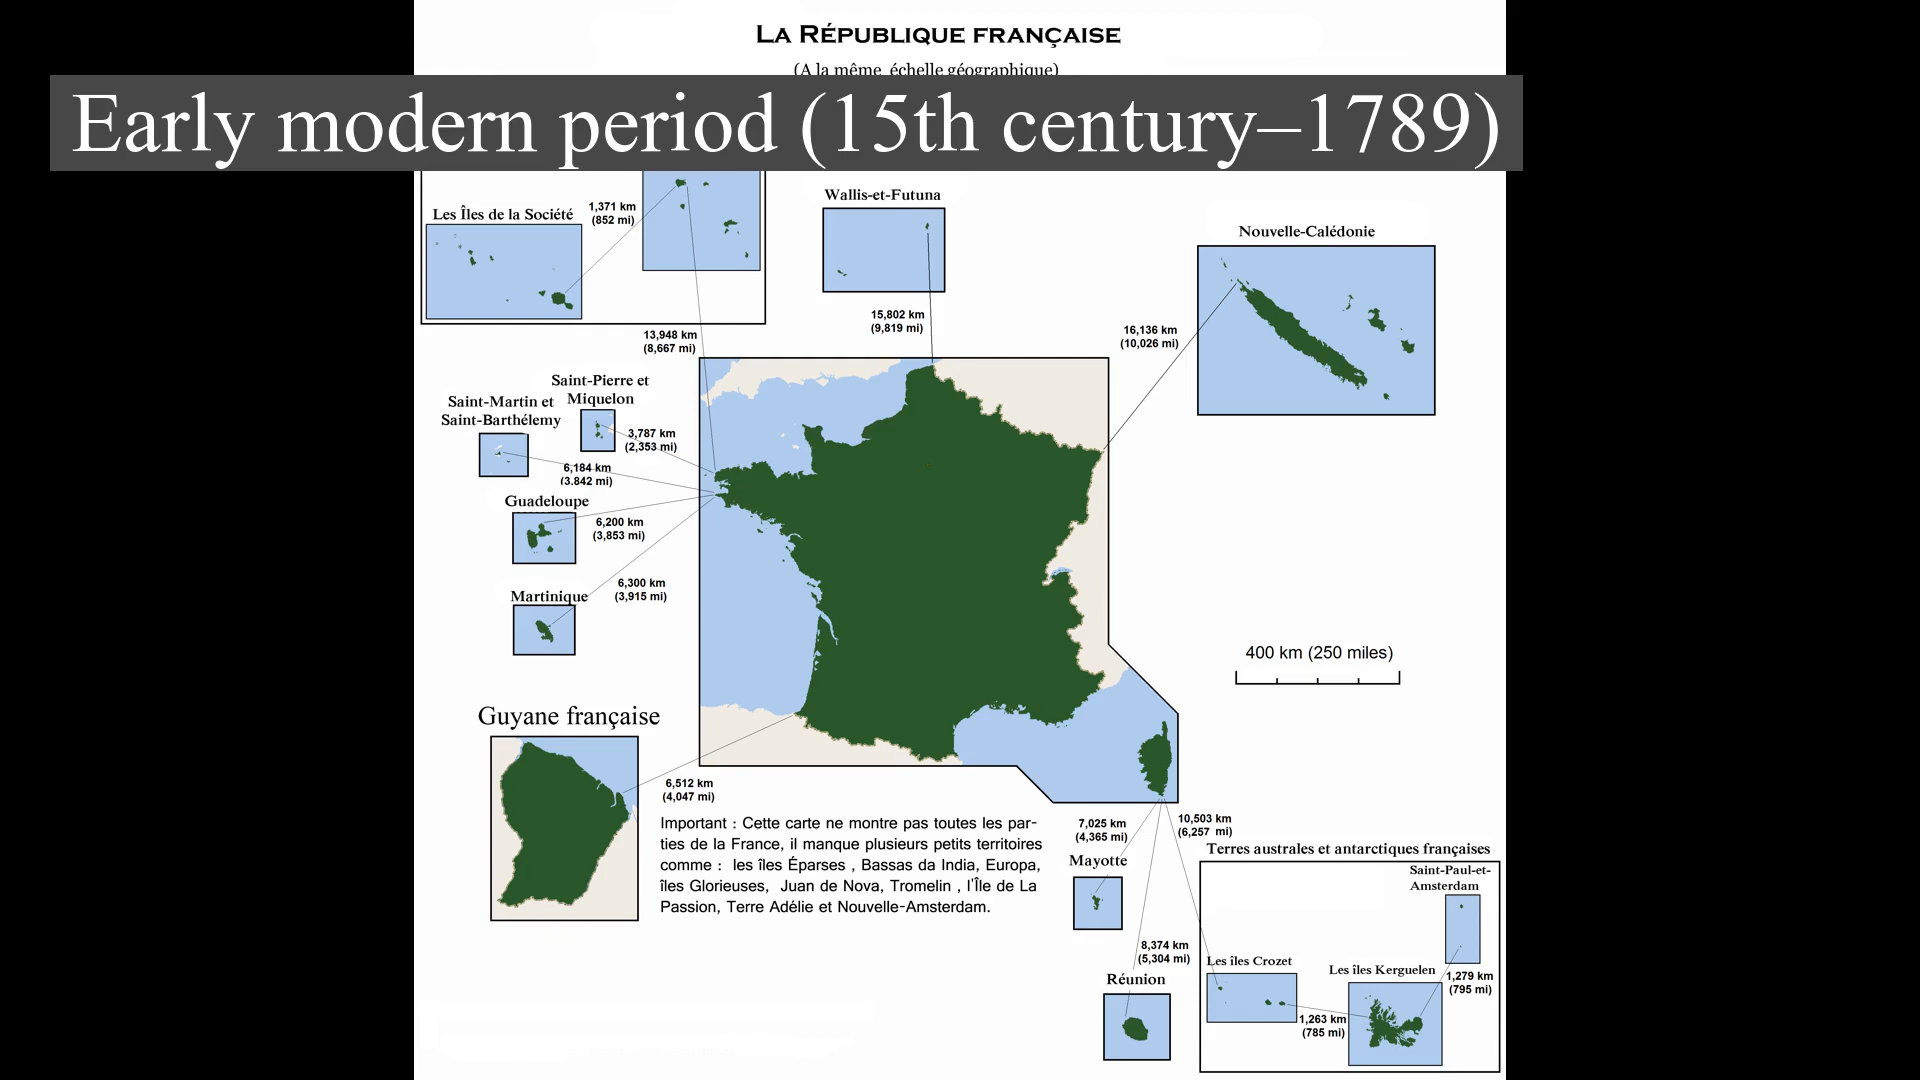 La République française
(A la même échelle géographique)
Early modern period (15th century–1789)
Wallis-et-Futuna
Les Îles de la Société
1,371 km
(852 mi)
Nouvelle-Calédonie
15,802 km
(9,819 mi)
16,136 km
(10,026 mi)
13,948 km
(8,667 mi)
Saint-Pierre et
Miquelon
Saint-Martin et
Saint-Barthélemy
3,787 km
(2,353 mi)
6,184 km
(3.842 mi)
Guadeloupe
6,200 km
(3,853 mi)
6,300 km
(3,915 mi)
Martinique
400 km (250 miles)
Guyane française
6,512 km
(4,047 mi)
Important : Cette carte ne montre pas toutes les par-
ties de la France, il manque plusieurs petits territoires
comme : les îles Éparses , Bassas da India, Europa,
îles Glorieuses, Juan de Nova, Tromelin , l'Île de La
Passion, Terre Adélie et Nouvelle-Amsterdam.
7,025 km
(4,365 mi)
10,503 km
(6,257 mi)
Mayotte
Terres australes et antarctiques françaises
Saint-Paul-et-
Amsterdam
8,374 km
(5,304 mi)
Réunion
Les îles Crozet
Les îles Kerguelen
1,279 km
(795 mi)
1,263 km
(785 mi)